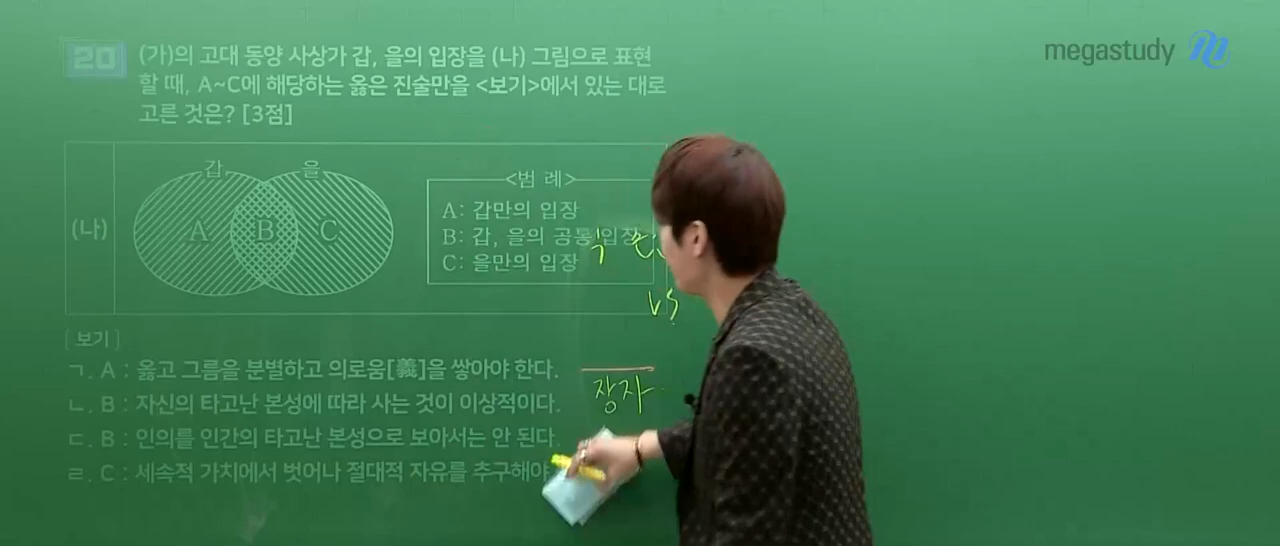 megastudy
20 (가)의 고대 동양 사상가 갑, 을의 입장을 (나) 그림으로 표현
할 때, A~C에 해당하는 옳은 진술만을 <보기>에서 있는 대로
고른 것은? [3점]
갑 을
<범 례>
(나)
A B C
A: 갑만의 입장
B: 갑, 을의 공통 입장
C: 을만의 입장
vs
[보기]
ㄱ. A : 옳고 그름을 분별하고 의로움[義]을 쌓아야 한다.
장자
ㄴ. B : 자신의 타고난 본성에 따라 사는 것이 이상적이다.
ㄷ. B : 인의를 인간의 타고난 본성으로 보아서는 안 된다.
ㄹ. C : 세속적 가치에서 벗어나 절대적 자유를 추구해야